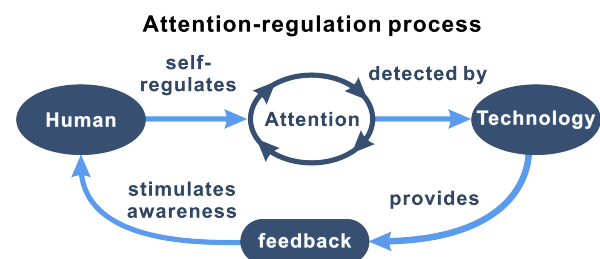 Attention-regulation process
self-
regulates
detected by
Human
Attention
Technology
stimulates
awareness
provides
feedback